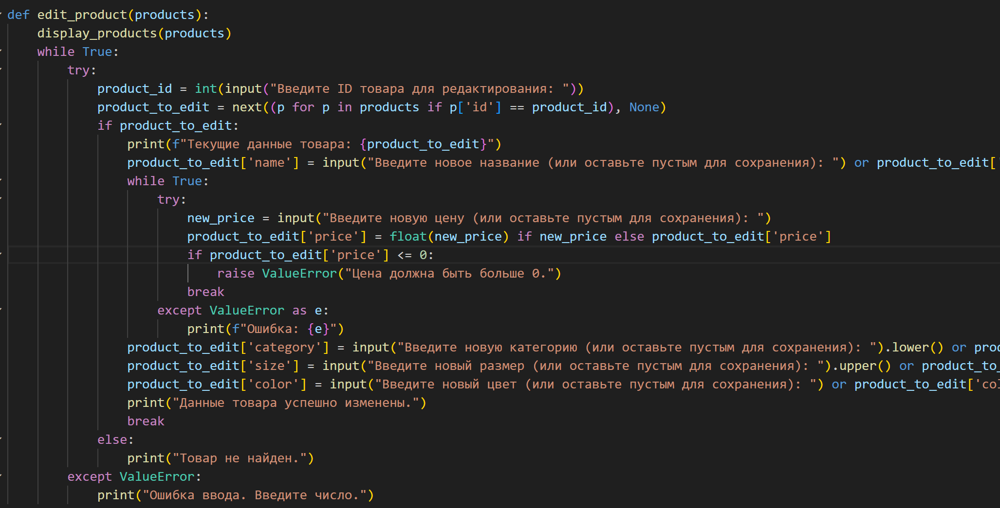 def edit_product(products):
    display_products(products)
    while True:
        try:
            product_id = int(input("Введите ID товара для редактирования: "))
            product_to_edit = next((p for p in products if p['id'] == product_id), None)
            if product_to_edit:
                print(f"Текущие данные товара: {product_to_edit}")
                product_to_edit['name'] = input("Введите новое название (или оставьте пустым для сохранения): ") or product_to_edit['
                while True:
                    try:
                        new_price = input("Введите новую цену (или оставьте пустым для сохранения): ")
                        product_to_edit['price'] = float(new_price) if new_price else product_to_edit['price']
                        if product_to_edit['price'] <= 0:
                            raise ValueError("Цена должна быть больше 0.")
                        break
                    except ValueError as e:
                        print(f"Ошибка: {e}")
                product_to_edit['category'] = input("Введите новую категорию (или оставьте пустым для сохранения): ").lower() or prod
                product_to_edit['size'] = input("Введите новый размер (или оставьте пустым для сохранения): ").upper() or product_to_
                product_to_edit['color'] = input("Введите новый цвет (или оставьте пустым для сохранения): ") or product_to_edit['col
                print("Данные товара успешно изменены.")
                break
            else:
                print("Товар не найден.")
        except ValueError:
            print("Ошибка ввода. Введите число.")